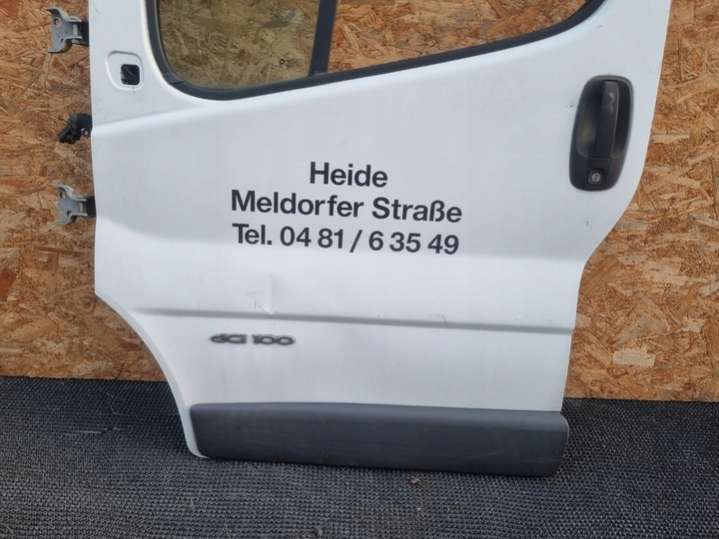 Heide
Meldorfer Straße
Tel. 04 81 / 6 35 49
dCi 100